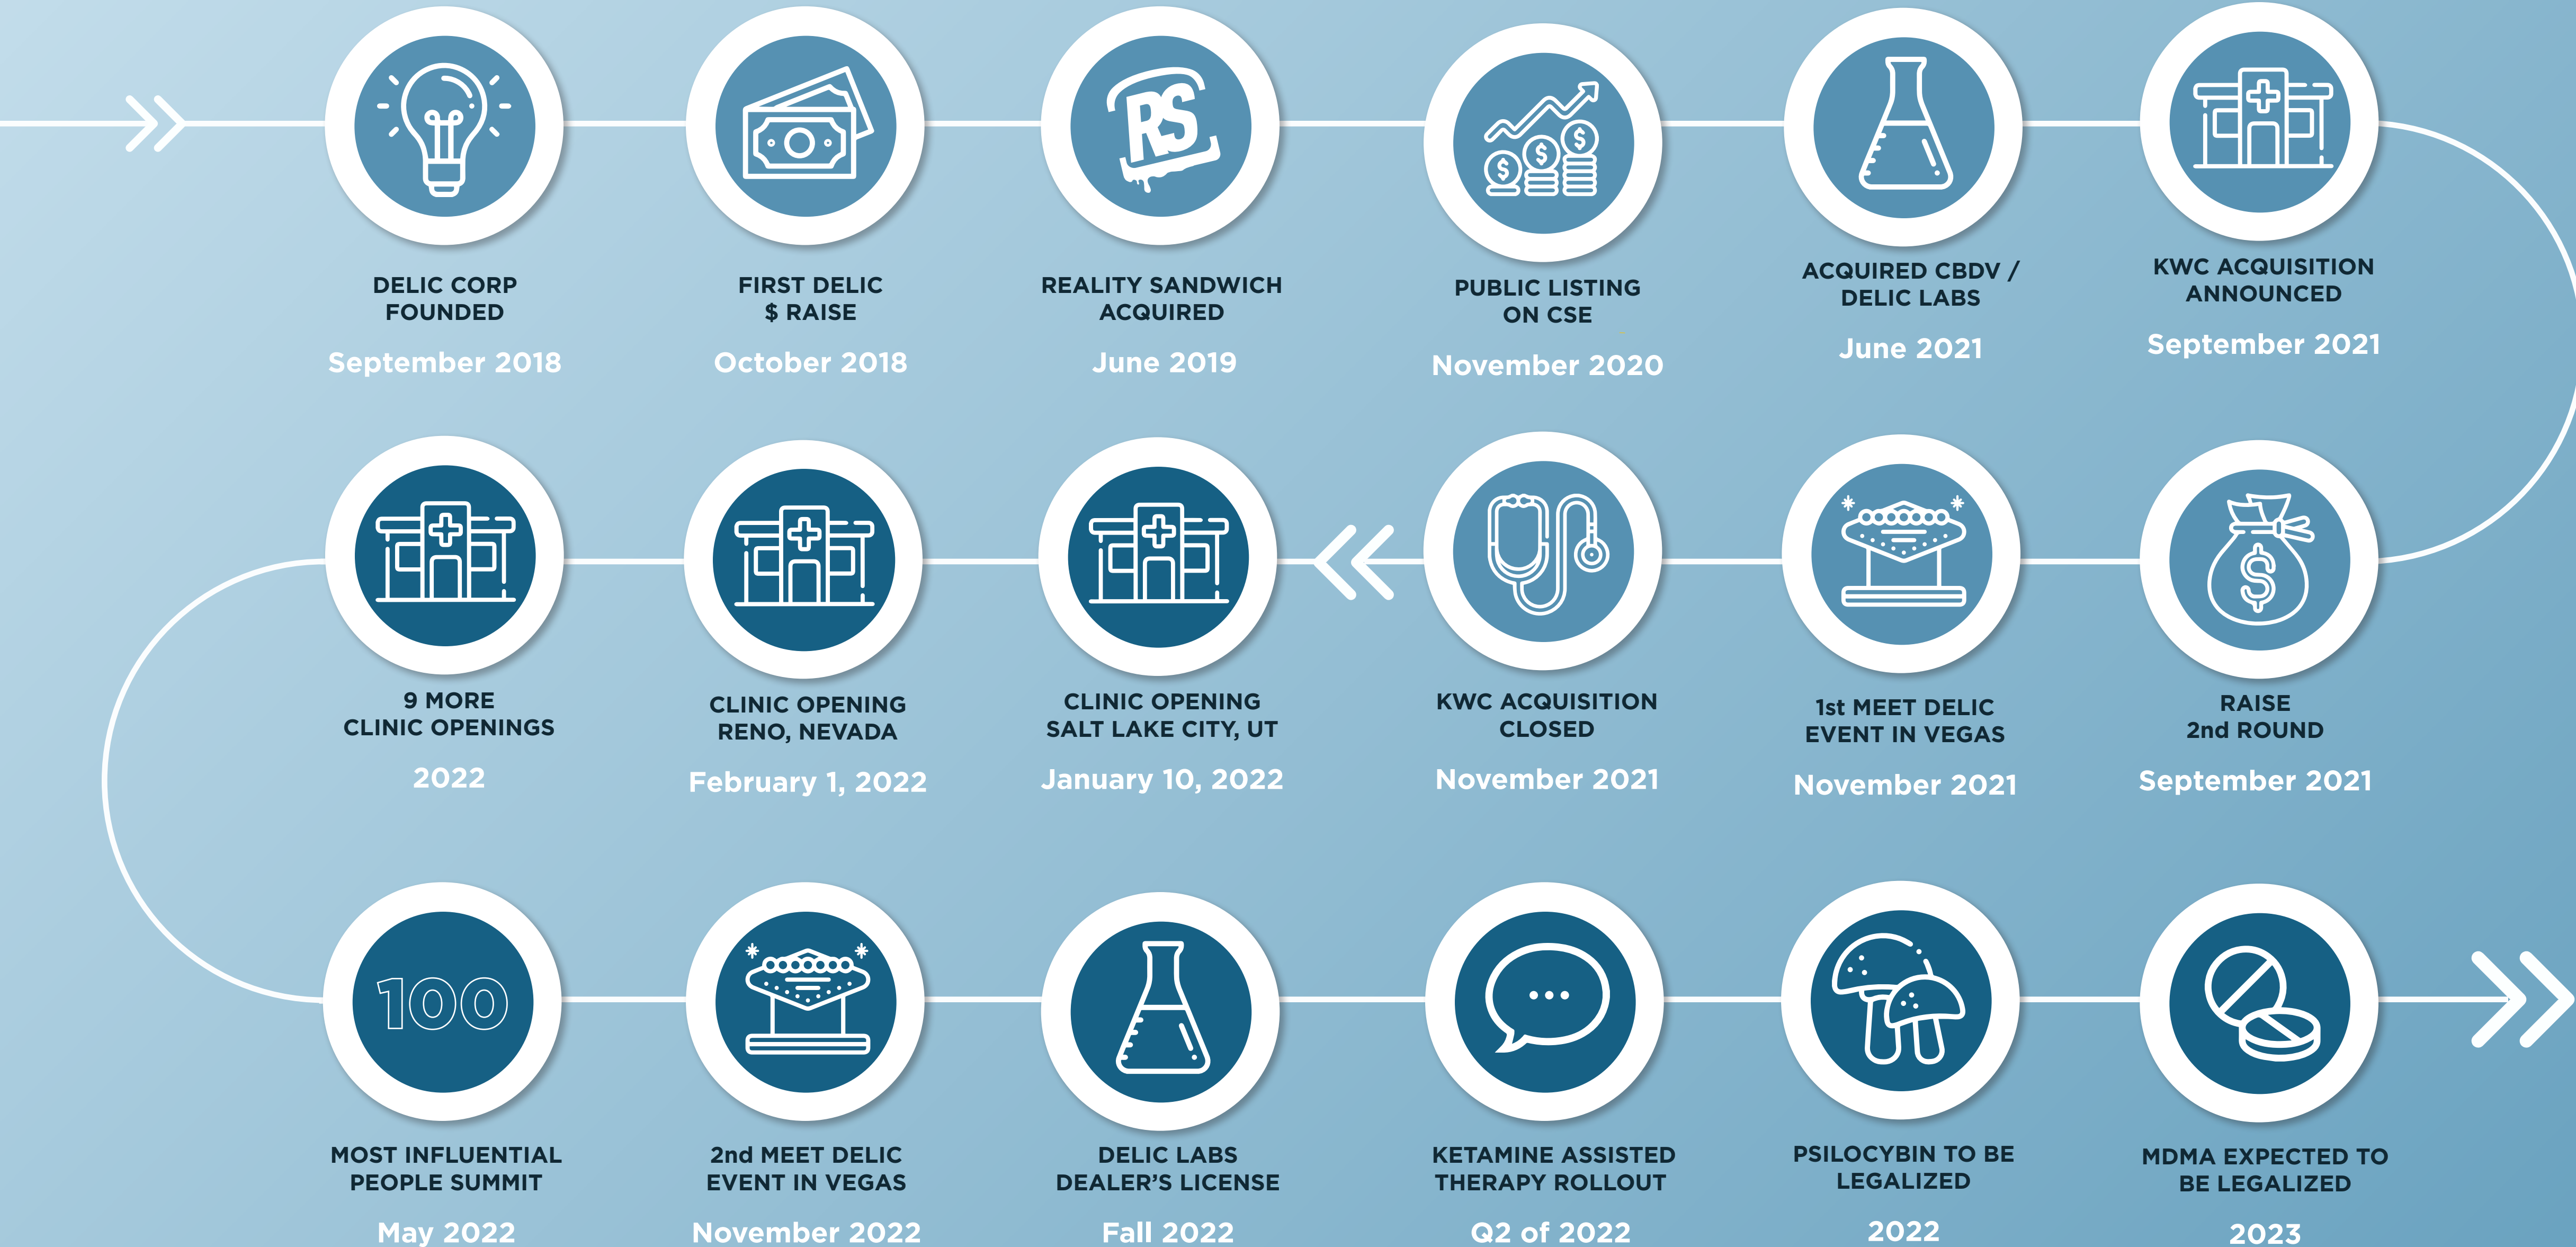 RS
DELIC CORP
FOUNDED
September 2018
FIRST DELIC
$ RAISE
October 2018
REALITY SANDWICH
ACQUIRED
June 2019
$ $ $
PUBLIC LISTING
ON CSE
November 2020
ACQUIRED CBDV /
DELIC LABS
June 2021
KWC ACQUISITION
ANNOUNCED
September 2021
$
RAISE
2nd ROUND
September 2021
1st MEET DELIC
EVENT IN VEGAS
November 2021
KWC ACQUISITION
CLOSED
November 2021
CLINIC OPENING
SALT LAKE CITY, UT
January 10, 2022
CLINIC OPENING
RENO, NEVADA
February 1, 2022
9 MORE
CLINIC OPENINGS
2022
100
MOST INFLUENTIAL
PEOPLE SUMMIT
May 2022
2nd MEET DELIC
EVENT IN VEGAS
November 2022
DELIC LABS
DEALER’S LICENSE
Fall 2022
KETAMINE ASSISTED
THERAPY ROLLOUT
Q2 of 2022
PSILOCYBIN TO BE
LEGALIZED
2022
MDMA EXPECTED TO
BE LEGALIZED
2023